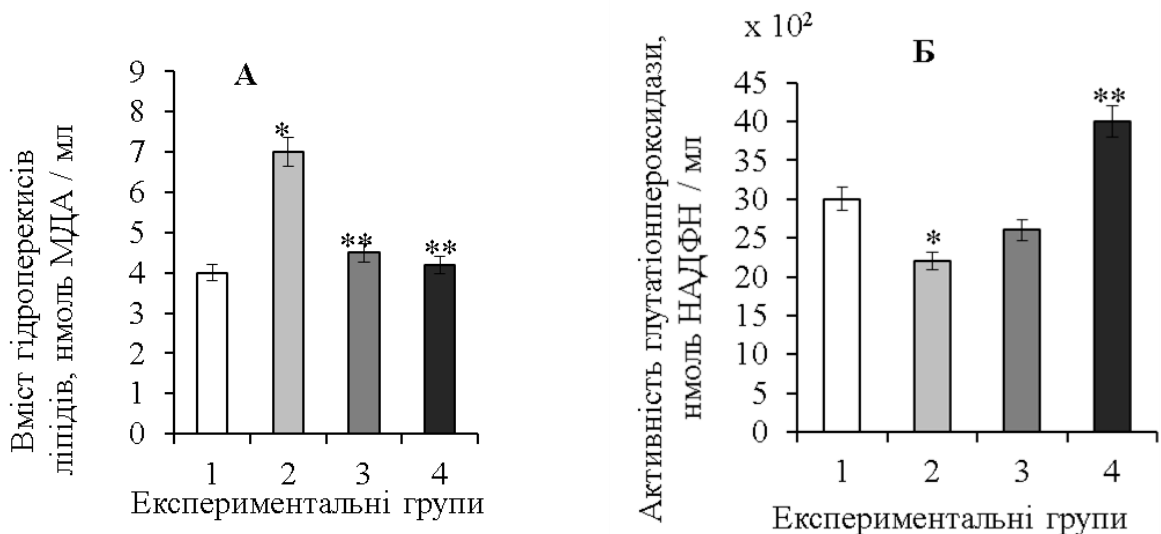 А
Вміст гідроперекисів
ліпідів, нмоль МДА / мл
9
8
7
6
5
4
3
2
1
0
*
**
**
1 2 3 4
Експериментальні групи
Б
х 10²
Активність глутатіонпероксидази,
нмоль НАДФН / мл
45
40
35
30
25
20
15
10
5
0
*
**
1 2 3 4
Експериментальні групи